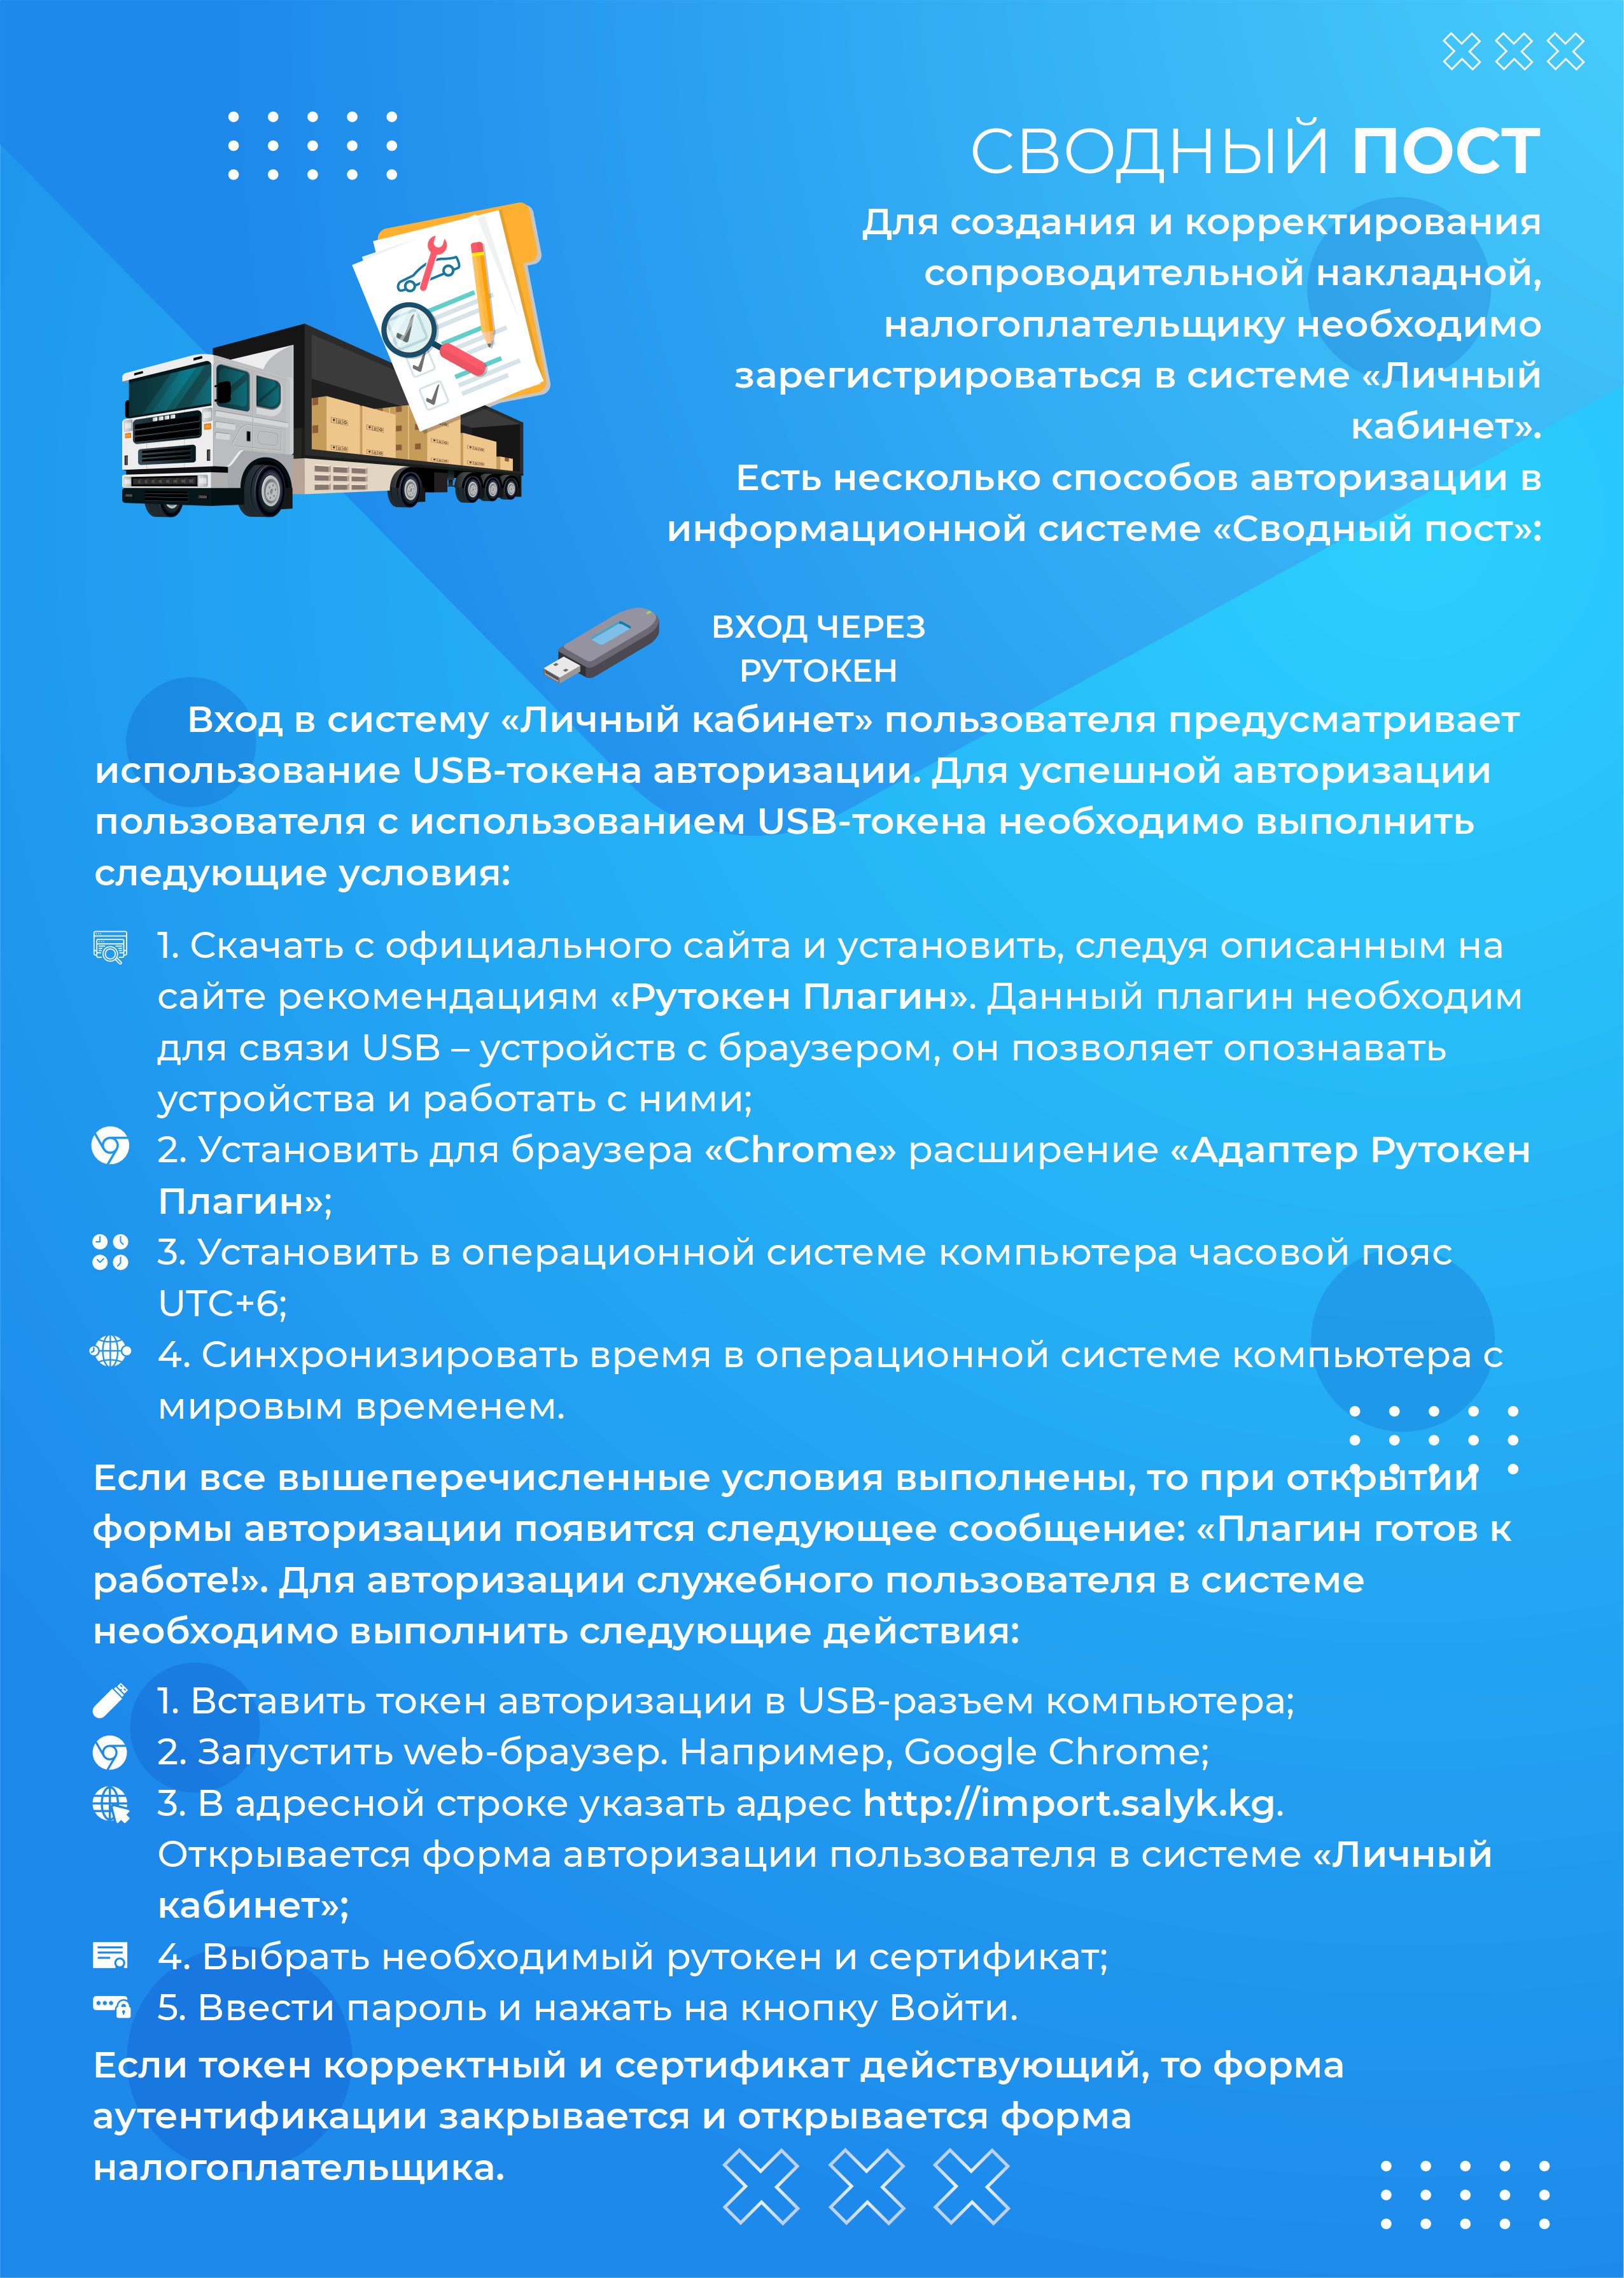 СВОДНЫЙ ПОСТ
Для создания и корректирования
сопроводительной накладной,
налогоплательщику необходимо
зарегистрироваться в системе «Личный
кабинет».
Есть несколько способов авторизации в
информационной системе «Сводный пост»:
ВХОД ЧЕРЕЗ
РУТОКЕН
Вход в систему «Личный кабинет» пользователя предусматривает
использование USB-токена авторизации. Для успешной авторизации
пользователя с использованием USB-токена необходимо выполнить
следующие условия:
1. Скачать с официального сайта и установить, следуя описанным на
сайте рекомендациям «Рутокен Плагин». Данный плагин необходим
для связи USB – устройств с браузером, он позволяет опознавать
устройства и работать с ними;
2. Установить для браузера «Chrome» расширение «Адаптер Рутокен
Плагин»;
3. Установить в операционной системе компьютера часовой пояс
UTC+6;
4. Синхронизировать время в операционной системе компьютера с
мировым временем.
Если все вышеперечисленные условия выполнены, то при открытии
формы авторизации появится следующее сообщение: «Плагин готов к
работе!». Для авторизации служебного пользователя в системе
необходимо выполнить следующие действия:
1. Вставить токен авторизации в USB-разъем компьютера;
2. Запустить web-браузер. Например, Google Chrome;
3. В адресной строке указать адрес http://import.salyk.kg.
Открывается форма авторизации пользователя в системе «Личный
кабинет»;
4. Выбрать необходимый рутокен и сертификат;
5. Ввести пароль и нажать на кнопку Войти.
Если токен корректный и сертификат действующий, то форма
аутентификации закрывается и открывается форма
налогоплательщика.